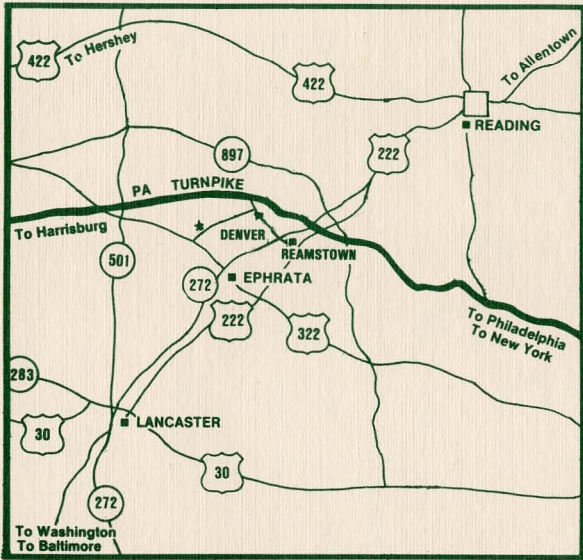 To Allentown
To Hershey
422
422
READING
897
222
PA TURNPIKE
To Harrisburg
DENVER
REAMSTOWN
501
EPHRATA
272
222
322
To Philadelphia
To New York
283
30
LANCASTER
30
272
To Washington
To Baltimore